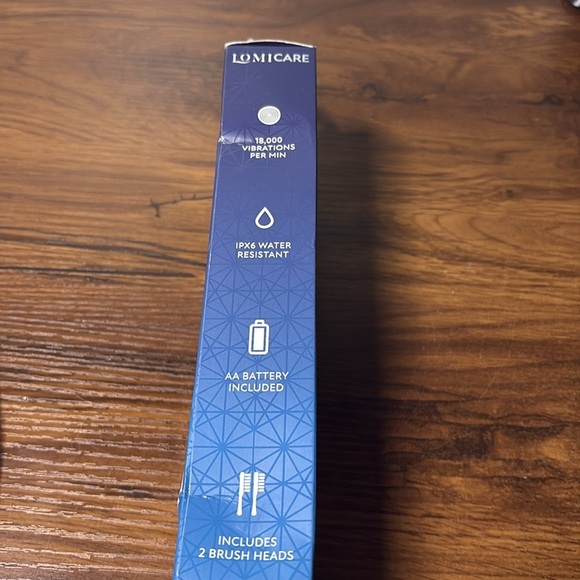 LOMICARE
18,000
VIBRATIONS
PER MIN
IPX6 WATER
RESISTANT
AA BATTERY
INCLUDED
INCLUDES
2 BRUSH HEADS